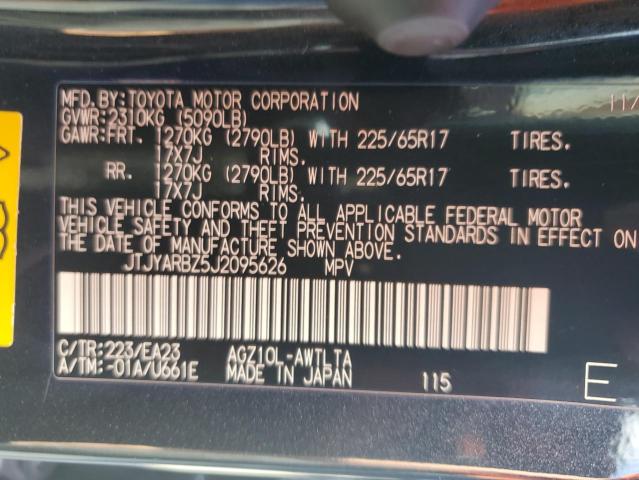 MFD.BY:TOYOTA MOTOR CORPORATION 11/
GVWR:2310KG (5090LB)
GAWR:FRT. 1270KG (2790LB) WITH 225/65R17 TIRES.
17X7J RIMS.
RR. 1270KG (2790LB) WITH 225/65R17 TIRES.
17X7J RIMS.
THIS VEHICLE CONFORMS TO ALL APPLICABLE FEDERAL MOTOR
VEHICLE SAFETY AND THEFT PREVENTION STANDARDS IN EFFECT ON
THE DATE OF MANUFACTURE SHOWN ABOVE.
JTJYARBZ5J2095626 MPV
C/TR:223/EA23 AGZ10L-AWTLTA
A/TM:-01A/U661E MADE IN JAPAN 115 E